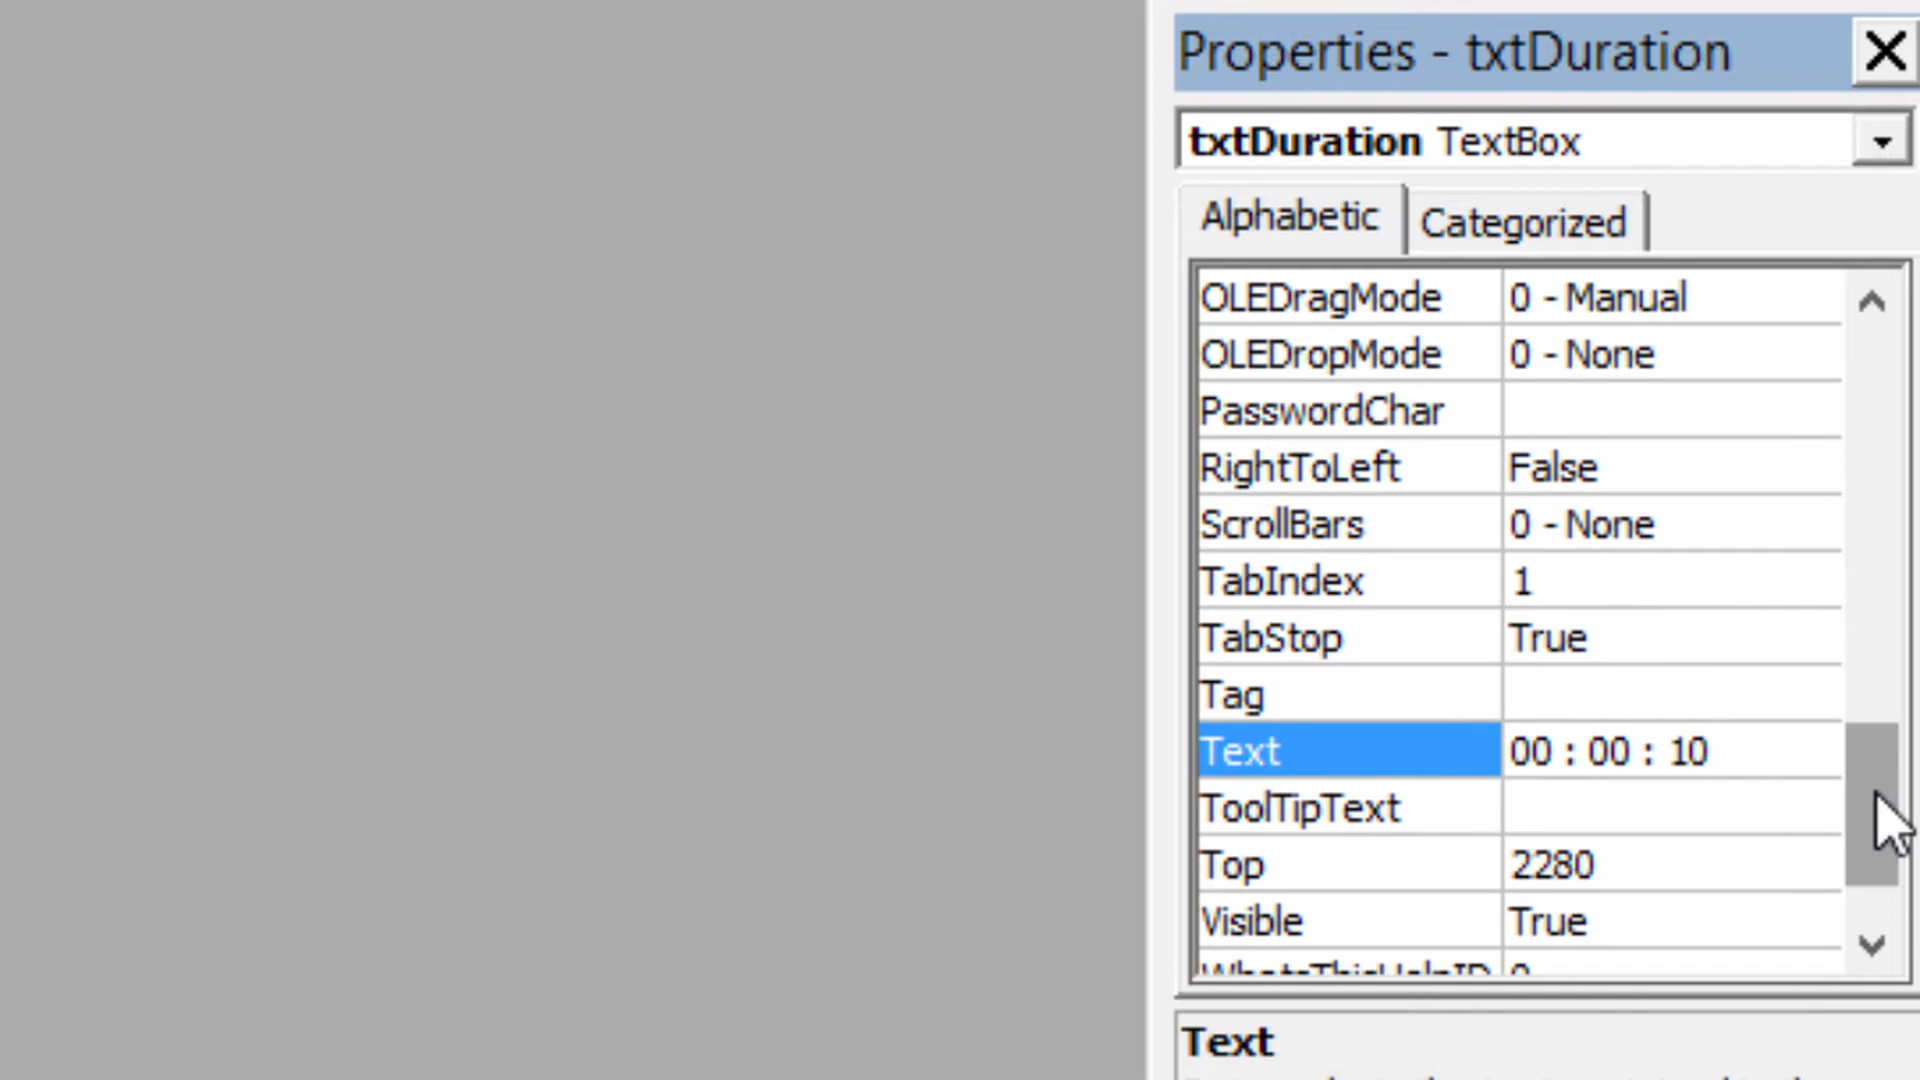 Properties - txtDuration
txtDuration TextBox
Alphabetic Categorized
OLEDragMode 0 - Manual
OLEDropMode 0 - None
PasswordChar
RightToLeft False
ScrollBars 0 - None
TabIndex 1
TabStop True
Tag
Text 00 : 00 : 10
ToolTipText
Top 2280
Visible True
Text